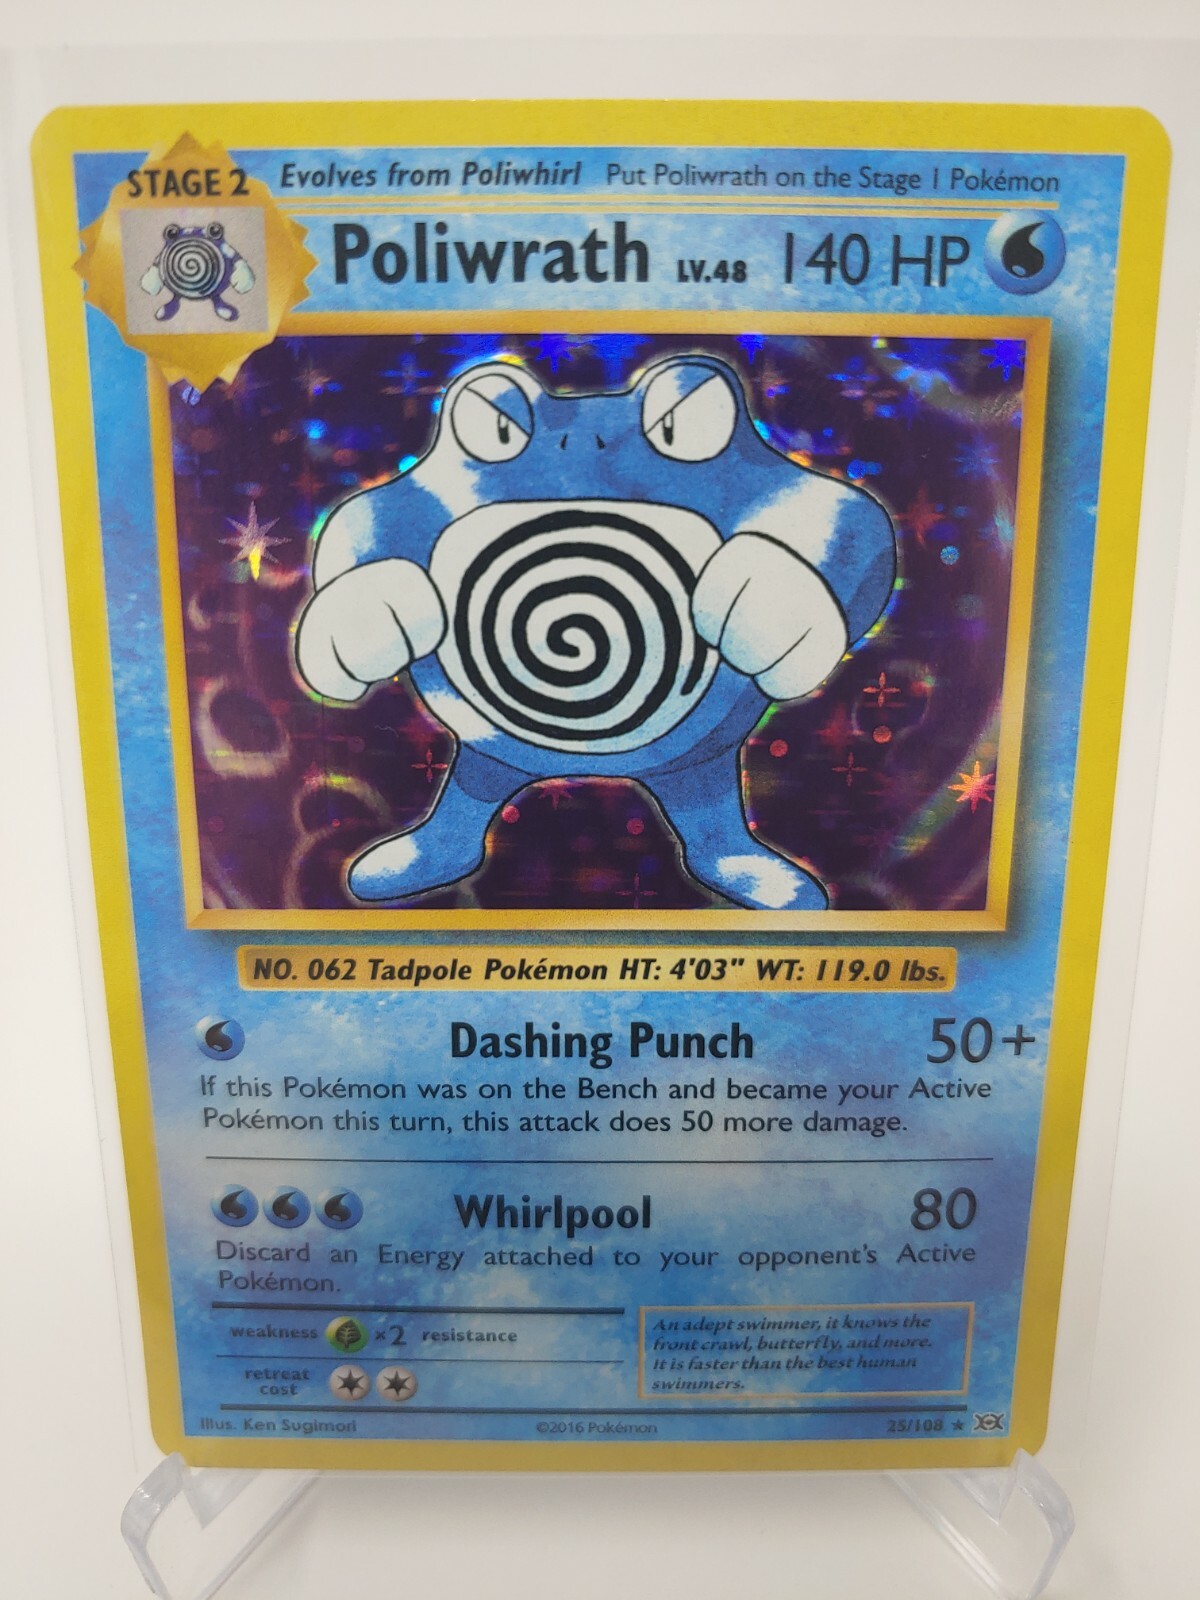 STAGE 2
Evolves from Poliwhirl Put Poliwrath on the Stage 1 Pokémon
Poliwrath LV.48 140 HP
NO. 062 Tadpole Pokémon HT: 4'03" WT: 119.0 lbs.
Dashing Punch 50+
If this Pokémon was on the Bench and became your Active
Pokémon this turn, this attack does 50 more damage.
Whirlpool 80
Discard an Energy attached to your opponent's Active
Pokémon.
weakness ×2 resistance
retreat
cost
An adept swimmer, it knows the
front crawl, butterfly, and more.
It is faster than the best human
swimmers.
Illus. Ken Sugimori ©2016 Pokémon 25/108 ★